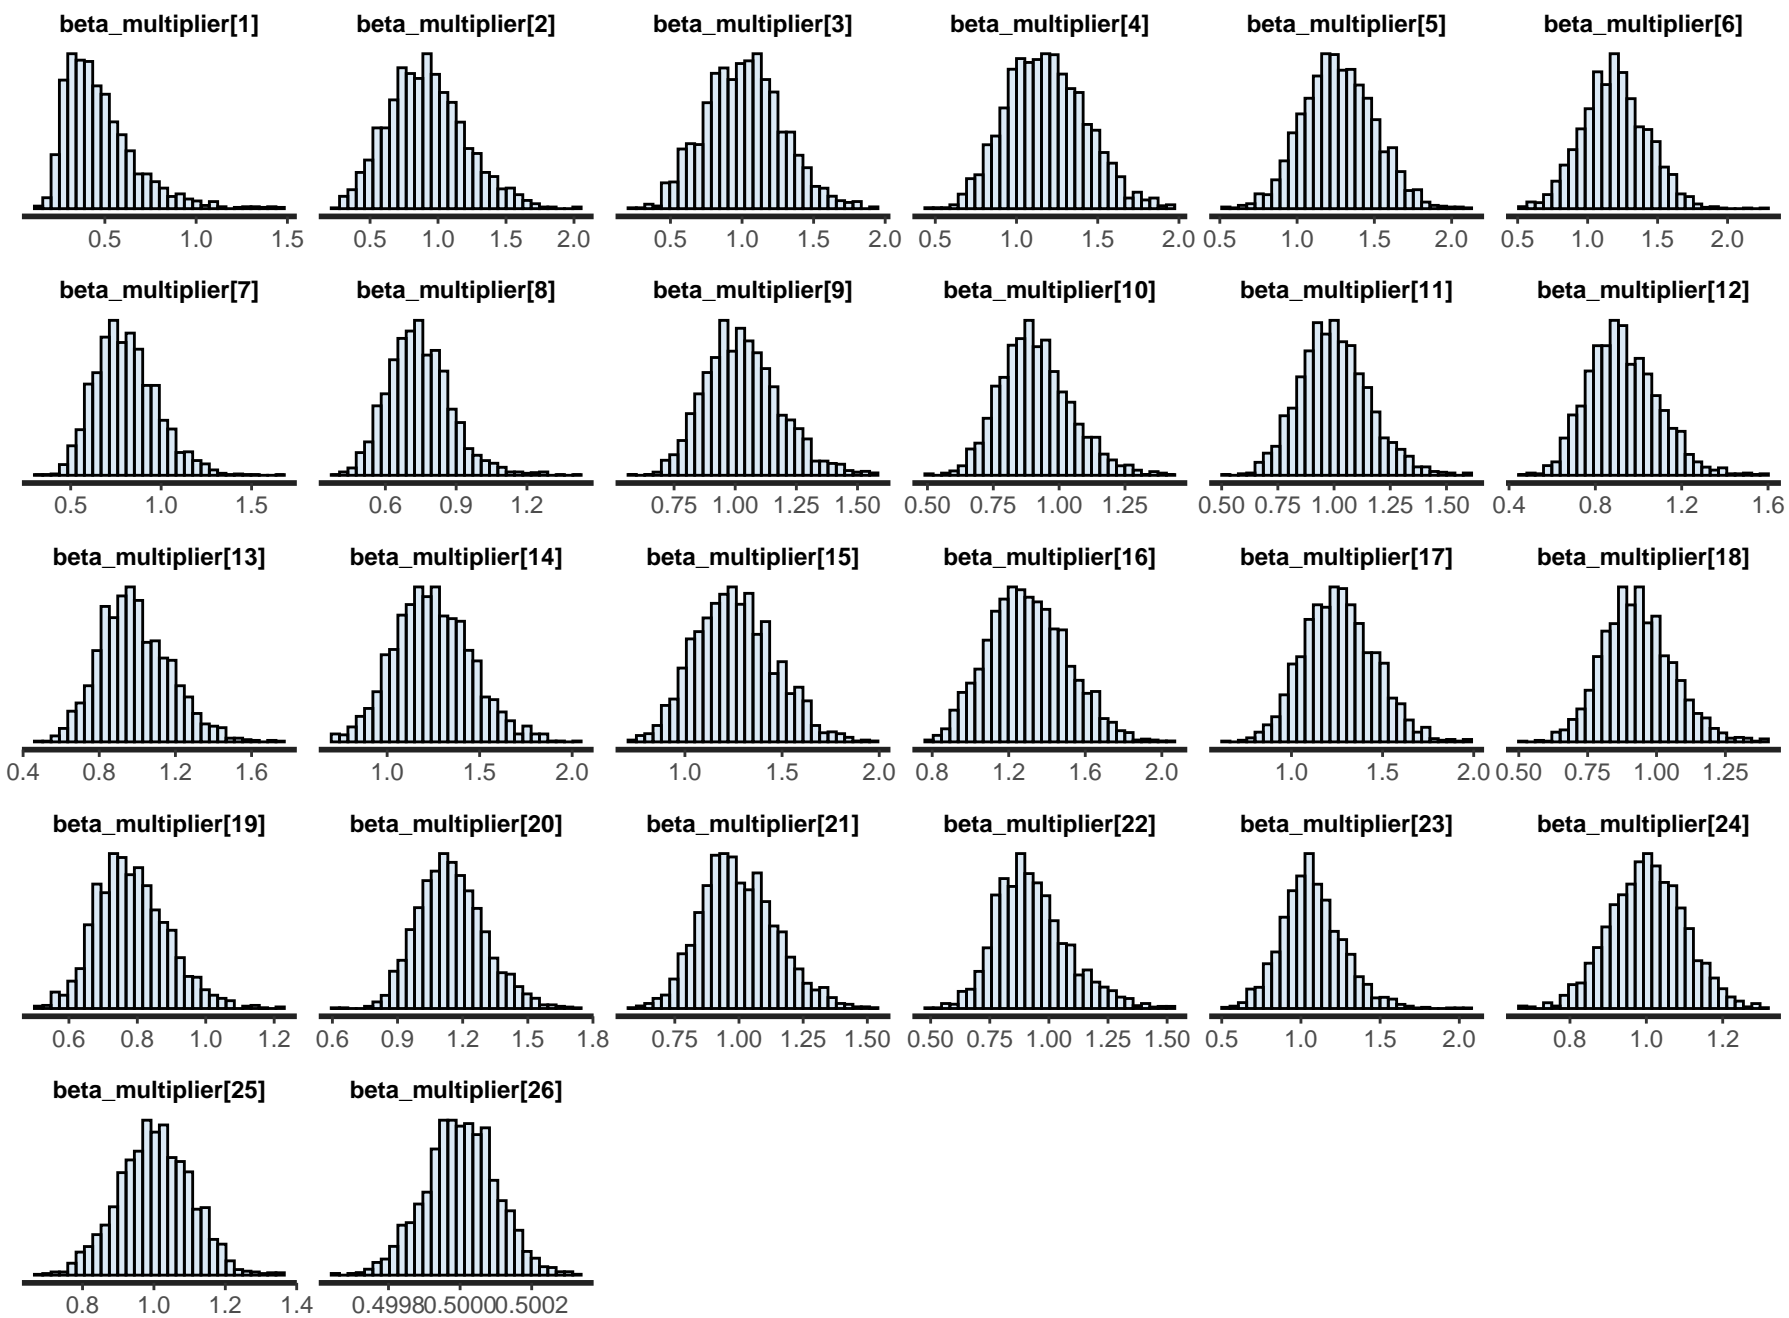 beta_multiplier[1] beta_multiplier[2] beta_multiplier[3] beta_multiplier[4] beta_multiplier[5] beta_multiplier[6]
0.5 1.0 1.5 0.5 1.0 1.5 2.0 0.5 1.0 1.5 2.0 0.5 1.0 1.5 2.0 0.5 1.0 1.5 2.0 0.5 1.0 1.5 2.0
beta_multiplier[7] beta_multiplier[8] beta_multiplier[9] beta_multiplier[10] beta_multiplier[11] beta_multiplier[12]
0.5 1.0 1.5 0.6 0.9 1.2 0.75 1.00 1.25 1.50 0.50 0.75 1.00 1.25 0.50 0.75 1.00 1.25 1.50 0.4 0.8 1.2 1.6
beta_multiplier[13] beta_multiplier[14] beta_multiplier[15] beta_multiplier[16] beta_multiplier[17] beta_multiplier[18]
0.4 0.8 1.2 1.6 1.0 1.5 2.0 1.0 1.5 2.0 0.8 1.2 1.6 2.0 1.0 1.5 2.0 0.50 0.75 1.00 1.25
beta_multiplier[19] beta_multiplier[20] beta_multiplier[21] beta_multiplier[22] beta_multiplier[23] beta_multiplier[24]
0.6 0.8 1.0 1.2 0.6 0.9 1.2 1.5 1.8 0.75 1.00 1.25 1.50 0.50 0.75 1.00 1.25 1.50 0.5 1.0 1.5 2.0 0.8 1.0 1.2
beta_multiplier[25] beta_multiplier[26]
0.8 1.0 1.2 1.4 0.4998 0.5000 0.5002